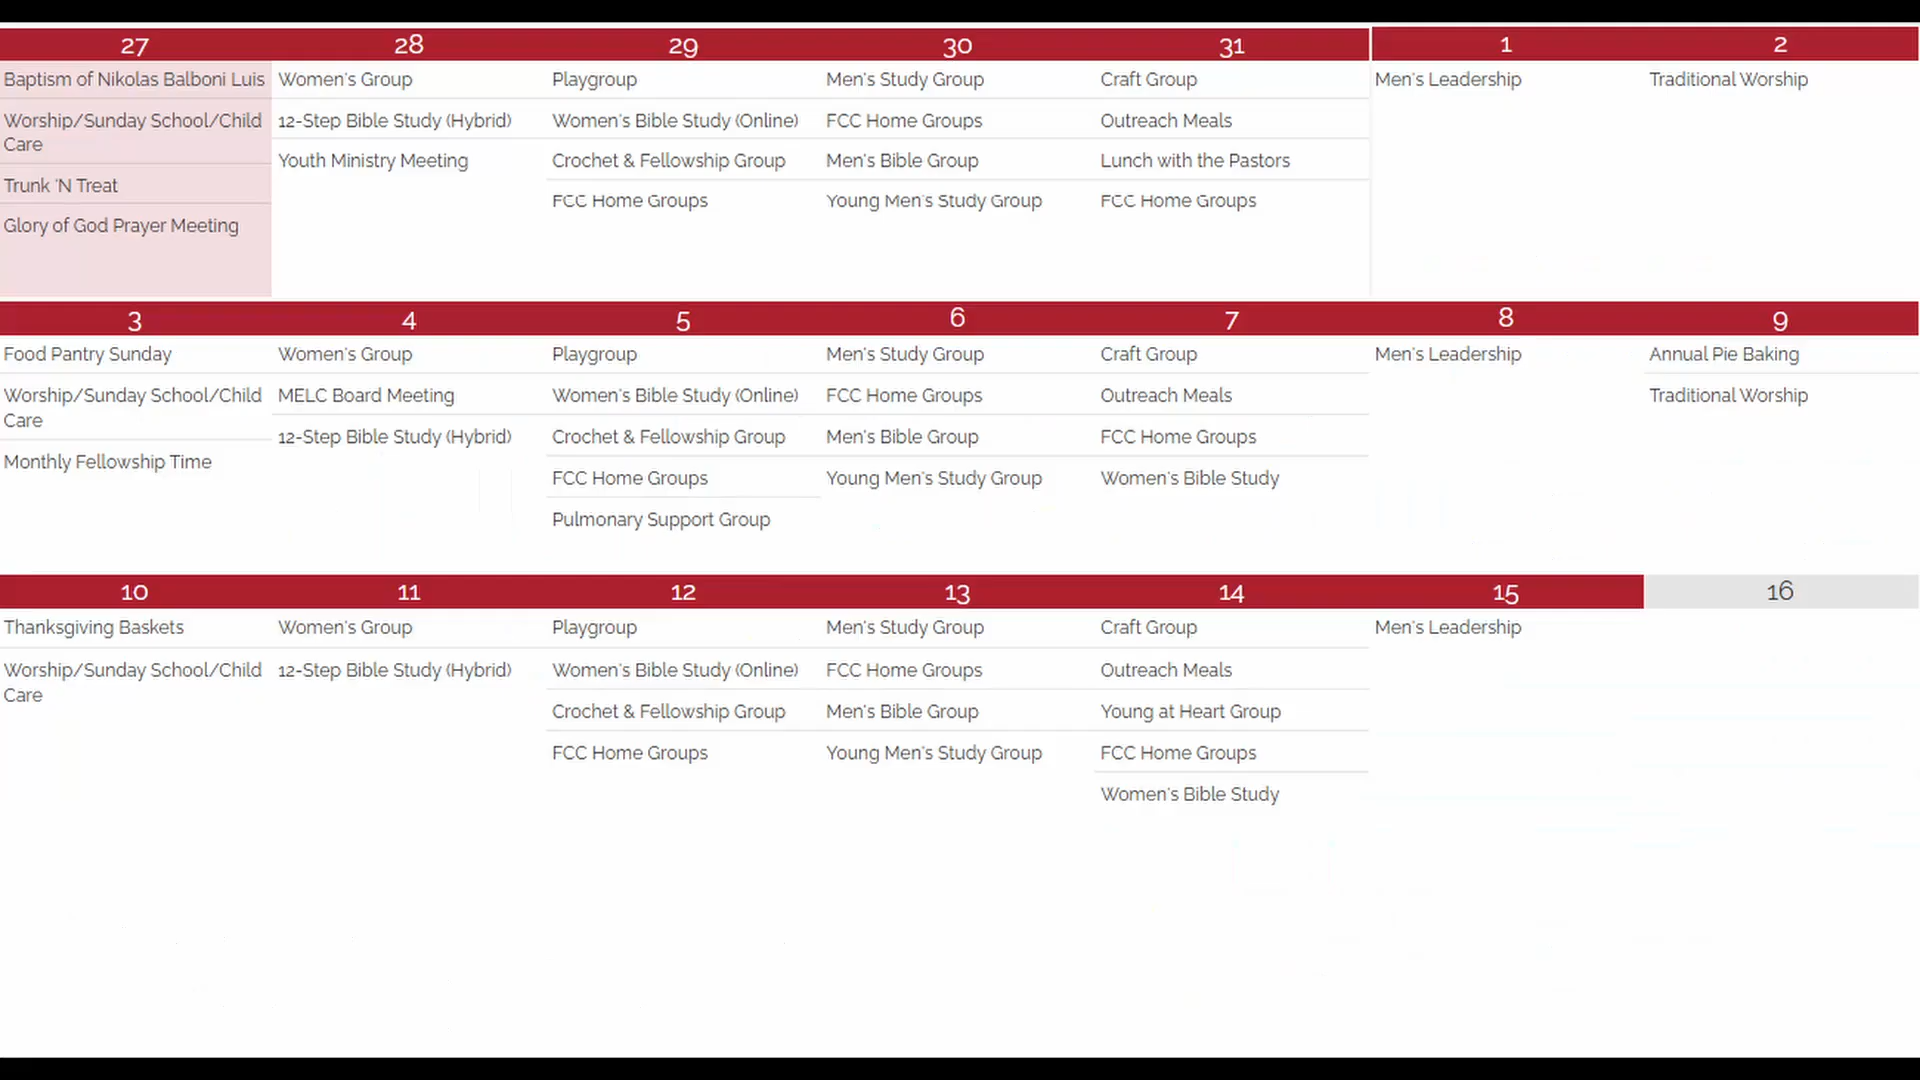 27
28
29
30
31
1
2
Baptism of Nikolas Balboni Luis
Worship/Sunday School/Child
Care
Trunk 'N Treat
Glory of God Prayer Meeting
Women's Group
12-Step Bible Study (Hybrid)
Youth Ministry Meeting
Playgroup
Women's Bible Study (Online)
Crochet & Fellowship Group
FCC Home Groups
Men's Study Group
FCC Home Groups
Men's Bible Group
Young Men's Study Group
Craft Group
Outreach Meals
Lunch with the Pastors
FCC Home Groups
Men's Leadership
Traditional Worship
3
4
5
6
7
8
9
Food Pantry Sunday
Worship/Sunday School/Child
Care
Monthly Fellowship Time
Women's Group
MELC Board Meeting
12-Step Bible Study (Hybrid)
Playgroup
Women's Bible Study (Online)
Crochet & Fellowship Group
FCC Home Groups
Pulmonary Support Group
Men's Study Group
FCC Home Groups
Men's Bible Group
Young Men's Study Group
Craft Group
Outreach Meals
FCC Home Groups
Women's Bible Study
Men's Leadership
Annual Pie Baking
Traditional Worship
10
11
12
13
14
15
16
Thanksgiving Baskets
Worship/Sunday School/Child
Care
Women's Group
12-Step Bible Study (Hybrid)
Playgroup
Women's Bible Study (Online)
Crochet & Fellowship Group
FCC Home Groups
Men's Study Group
FCC Home Groups
Men's Bible Group
Young Men's Study Group
Craft Group
Outreach Meals
Young at Heart Group
FCC Home Groups
Women's Bible Study
Men's Leadership